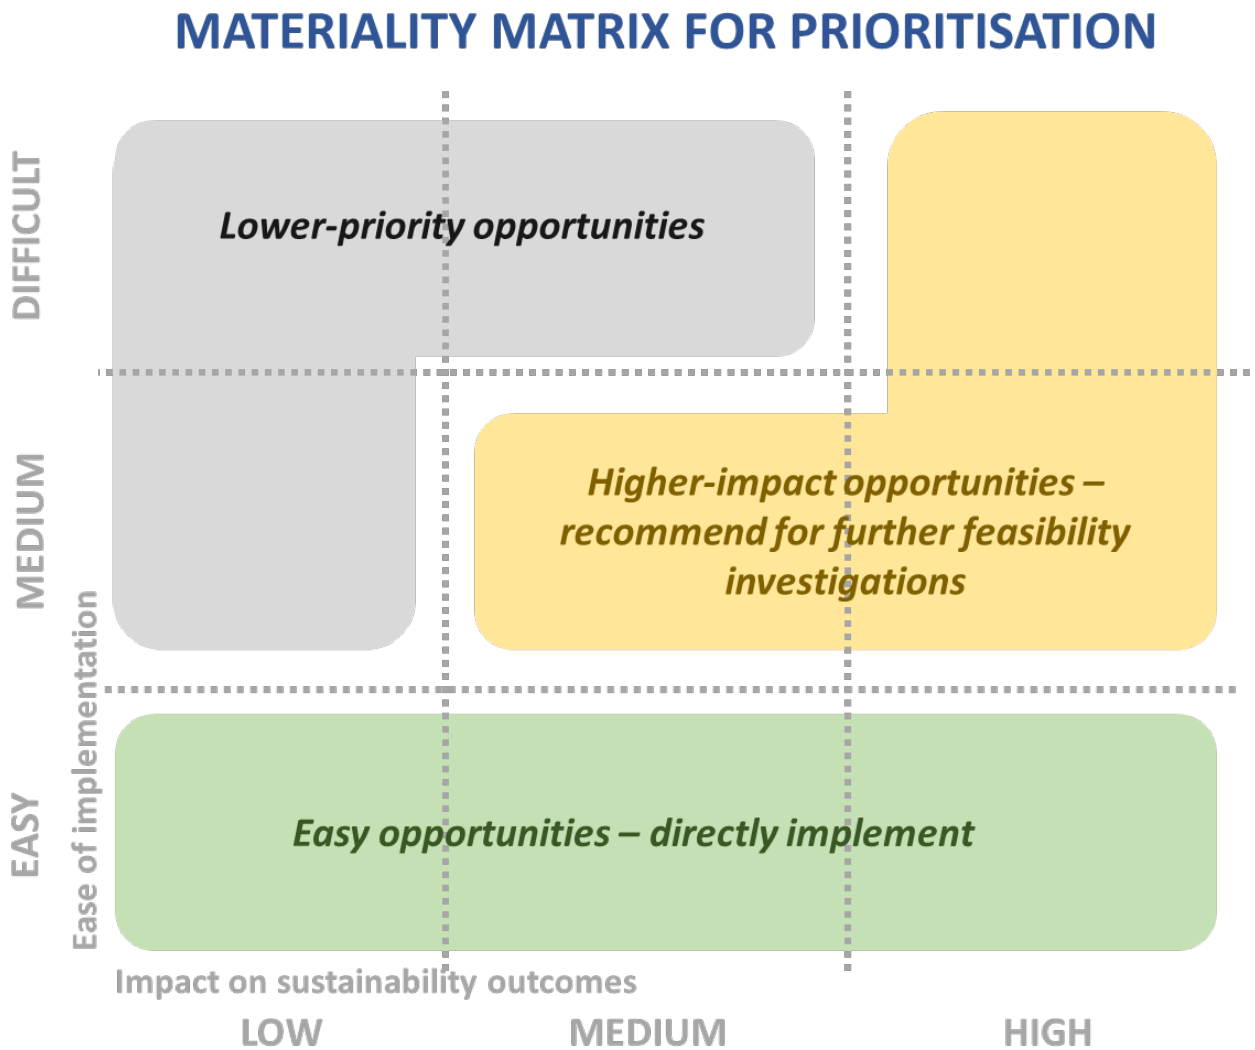 MATERIALITY MATRIX FOR PRIORITISATION
DIFFICULT
Lower-priority opportunities
MEDIUM
Higher-impact opportunities –
recommend for further feasibility
investigations
EASY
Ease of implementation
Easy opportunities – directly implement
Impact on sustainability outcomes
LOW
MEDIUM
HIGH